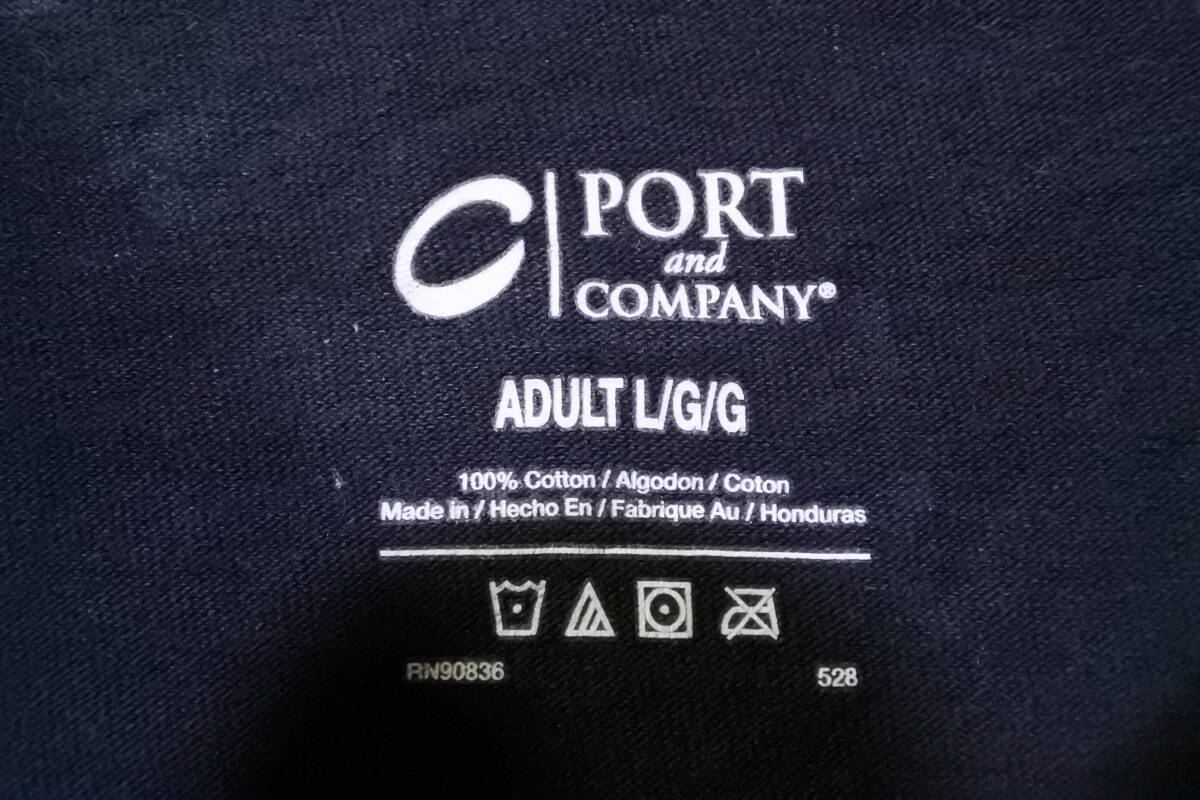 PORT
and
COMPANY®
ADULT L/G/G
100% Cotton / Algodon / Coton
Made in / Hecho En / Fabrique Au / Honduras
RN90836
528